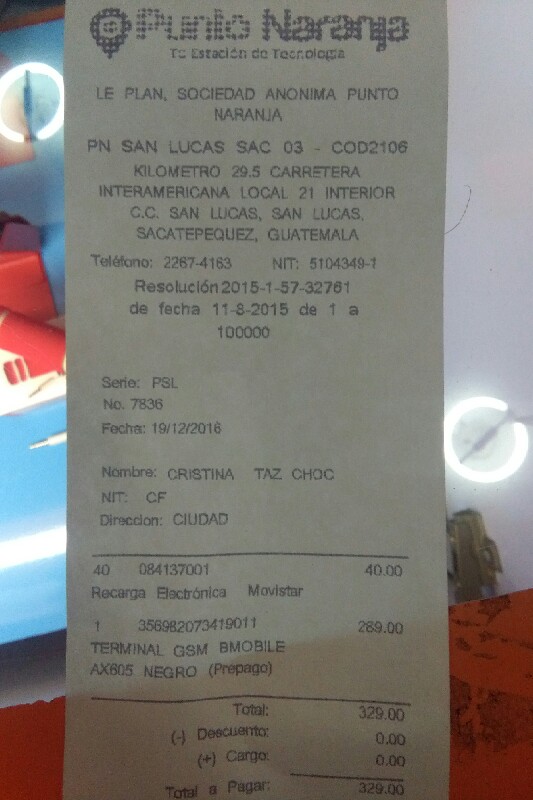 Punto Naranja
Tu Estación de Tecnología
LE PLAN, SOCIEDAD ANONIMA PUNTO
NARANJA
PN SAN LUCAS SAC 03 - COD2106
KILOMETRO 29.5 CARRETERA
INTERAMERICANA LOCAL 21 INTERIOR
C.C. SAN LUCAS, SAN LUCAS,
SACATEPEQUEZ, GUATEMALA
Teléfono: 2267-4163 NIT: 5104349-1
Resolución 2015-1-57-32761
de fecha 11-8-2015 de 1 a
100000
Serie: PSL
No. 7836
Fecha: 19/12/2016
Nombre: CRISTINA TAZ CHOC
NIT: CF
Direccion: CIUDAD
40 084137001 40.00
Recarga Electrónica Movistar
1 356982073419011 289.00
TERMINAL GSM BMOBILE
AX605 NEGRO (Prepago)
Total: 329.00
(-) Descuento: 0.00
(+) Cargo: 0.00
Total a Pagar: 329.00